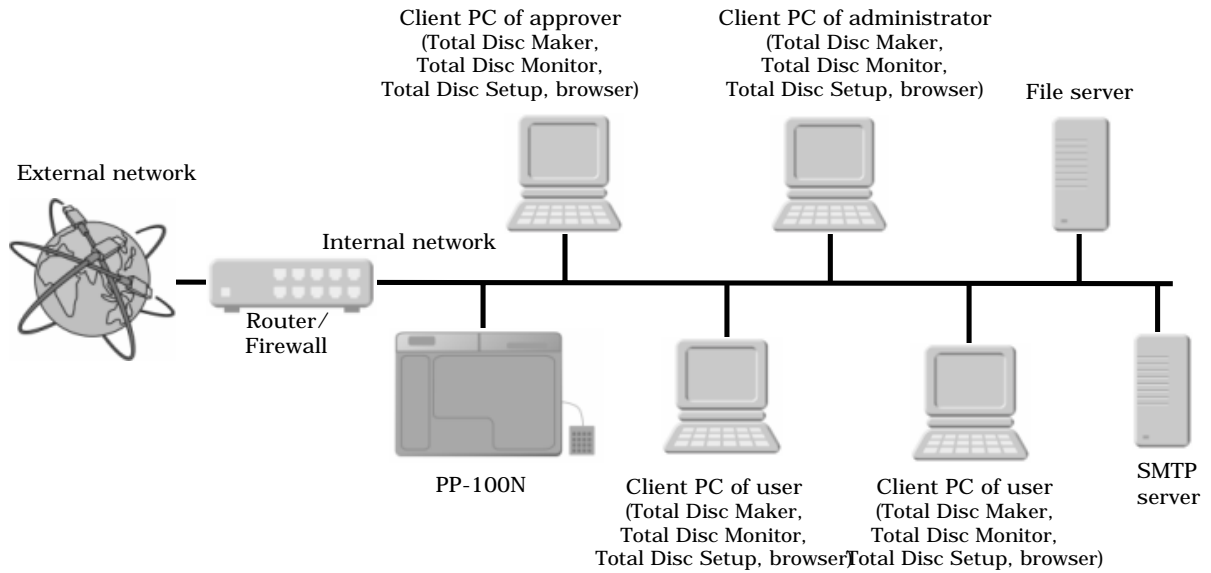 Client PC of approver
(Total Disc Maker,
Total Disc Monitor,
Total Disc Setup, browser)
Client PC of administrator
(Total Disc Maker,
Total Disc Monitor,
Total Disc Setup, browser)
File server
External network
Internal network
Router/
Firewall
PP-100N
Client PC of user
(Total Disc Maker,
Total Disc Monitor,
Total Disc Setup, browser)
Client PC of user
(Total Disc Maker,
Total Disc Monitor,
Total Disc Setup, browser)
SMTP
server